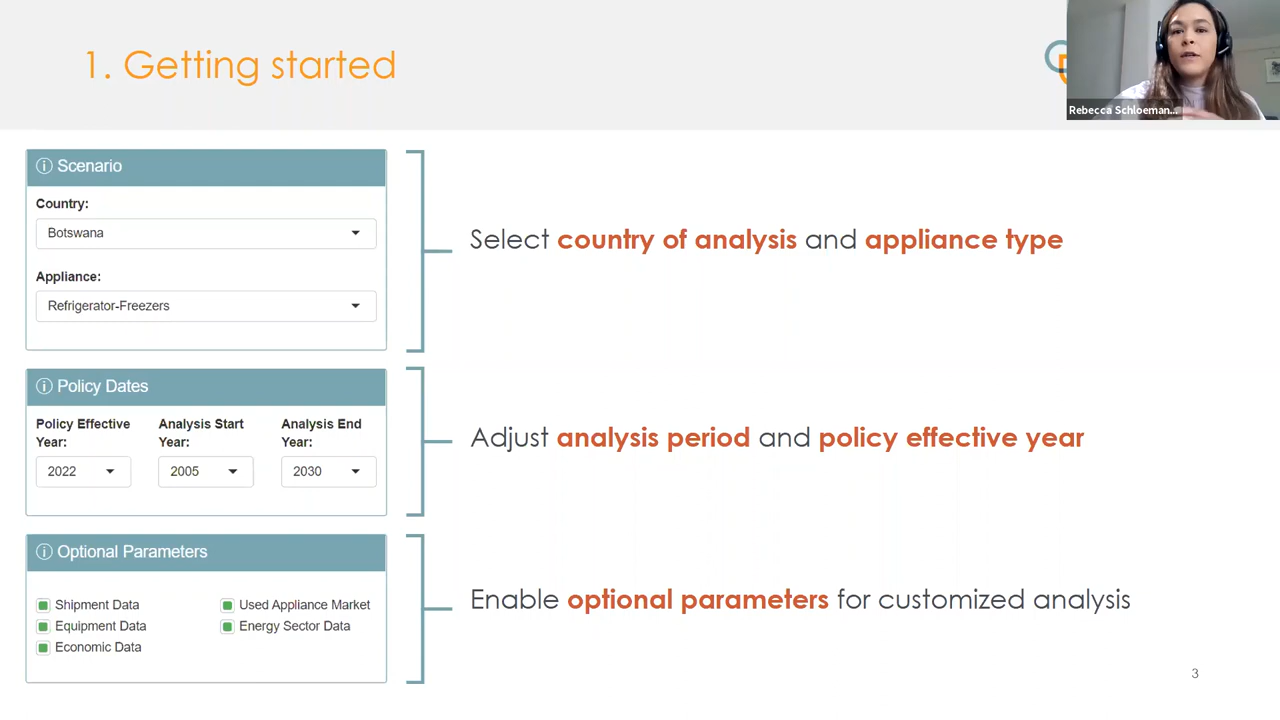 1. Getting started
Rebecca Schloeman...
Scenario
Country:
Botswana
Appliance:
Refrigerator-Freezers
Select country of analysis and appliance type
Policy Dates
Policy Effective Year:
Analysis Start Year:
Analysis End Year:
2022
2005
2030
Adjust analysis period and policy effective year
Optional Parameters
Shipment Data
Used Appliance Market
Equipment Data
Energy Sector Data
Economic Data
Enable optional parameters for customized analysis
3